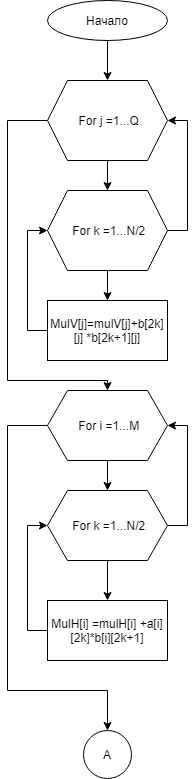 Начало
For j =1...Q
For k =1...N/2
MulV[j]=mulV[j]+b[2k]
[j] *b[2k+1][j]
For i =1...M
For k =1...N/2
MulH[i] =mulH[i] +a[i]
[2k]*b[i][2k+1]
A